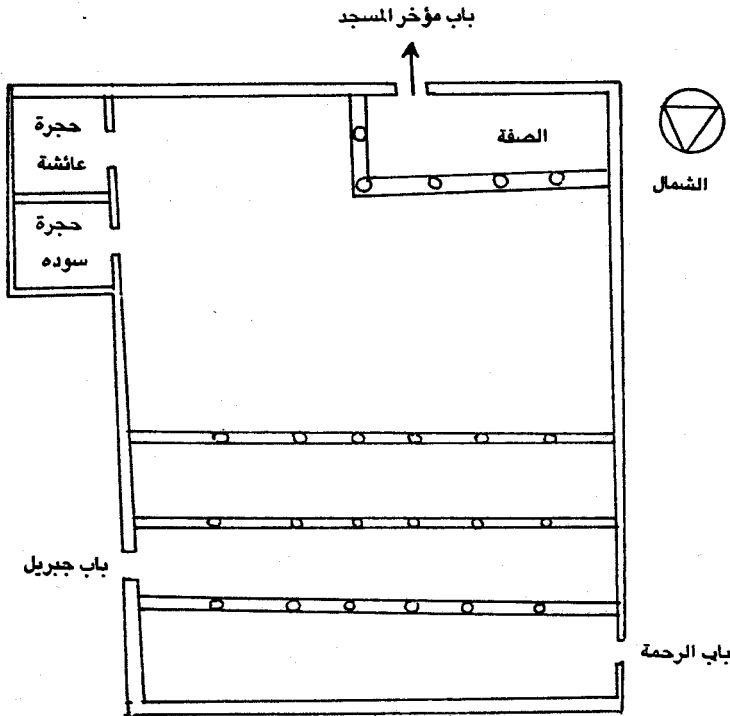 باب مؤخر المسجد
الصفة
الشمال
حجرة
عائشة
حجرة
سوده
باب جبريل
باب الرحمة